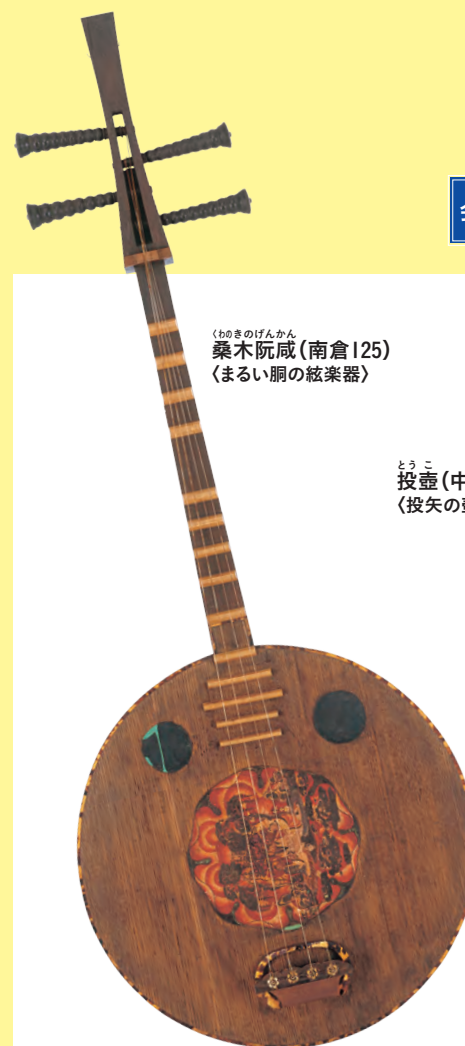 くわのきのげんかん
桑木阮咸(南倉125)
〈まるい胴の絃楽器〉
とうこ
投壺(中
〈投矢の